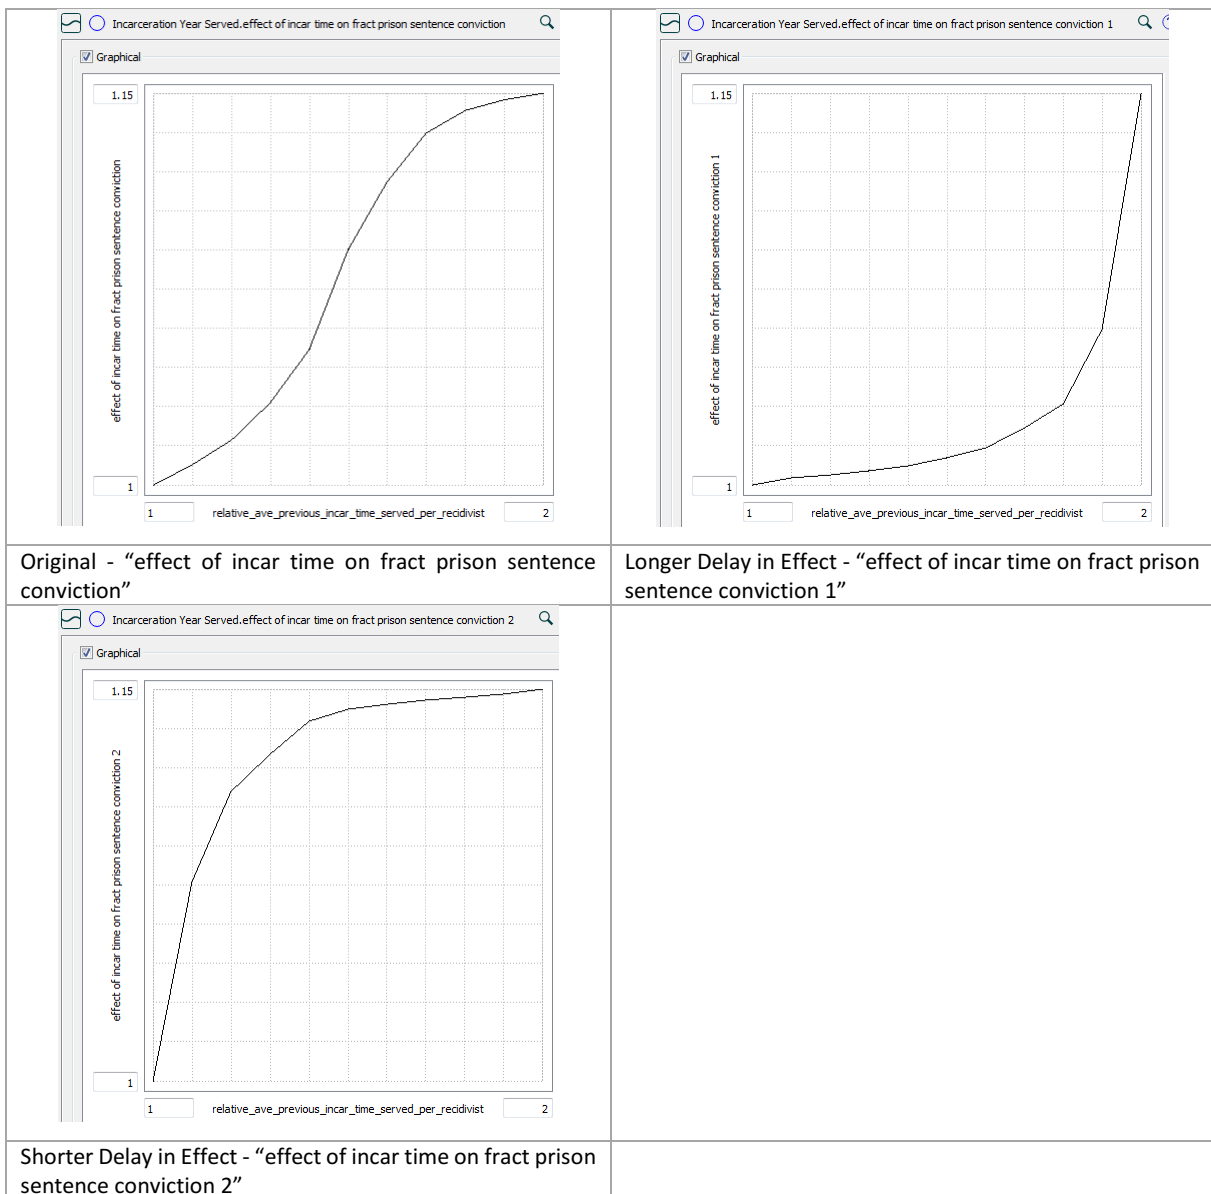 Incarceration Year Served.effect of incar time on fract prison sentence conviction
Graphical
1.15
effect of incar time on fract prison sentence conviction
1
1
relative_ave_previous_incar_time_served_per_recidivist
2
Original - “effect of incar time on fract prison sentence
conviction”
Incarceration Year Served.effect of incar time on fract prison sentence conviction 1
Graphical
1.15
effect of incar time on fract prison sentence conviction 1
1
1
relative_ave_previous_incar_time_served_per_recidivist
2
Longer Delay in Effect - “effect of incar time on fract prison
sentence conviction 1”
Incarceration Year Served.effect of incar time on fract prison sentence conviction 2
Graphical
1.15
effect of incar time on fract prison sentence conviction 2
1
1
relative_ave_previous_incar_time_served_per_recidivist
2
Shorter Delay in Effect - “effect of incar time on fract prison
sentence conviction 2”